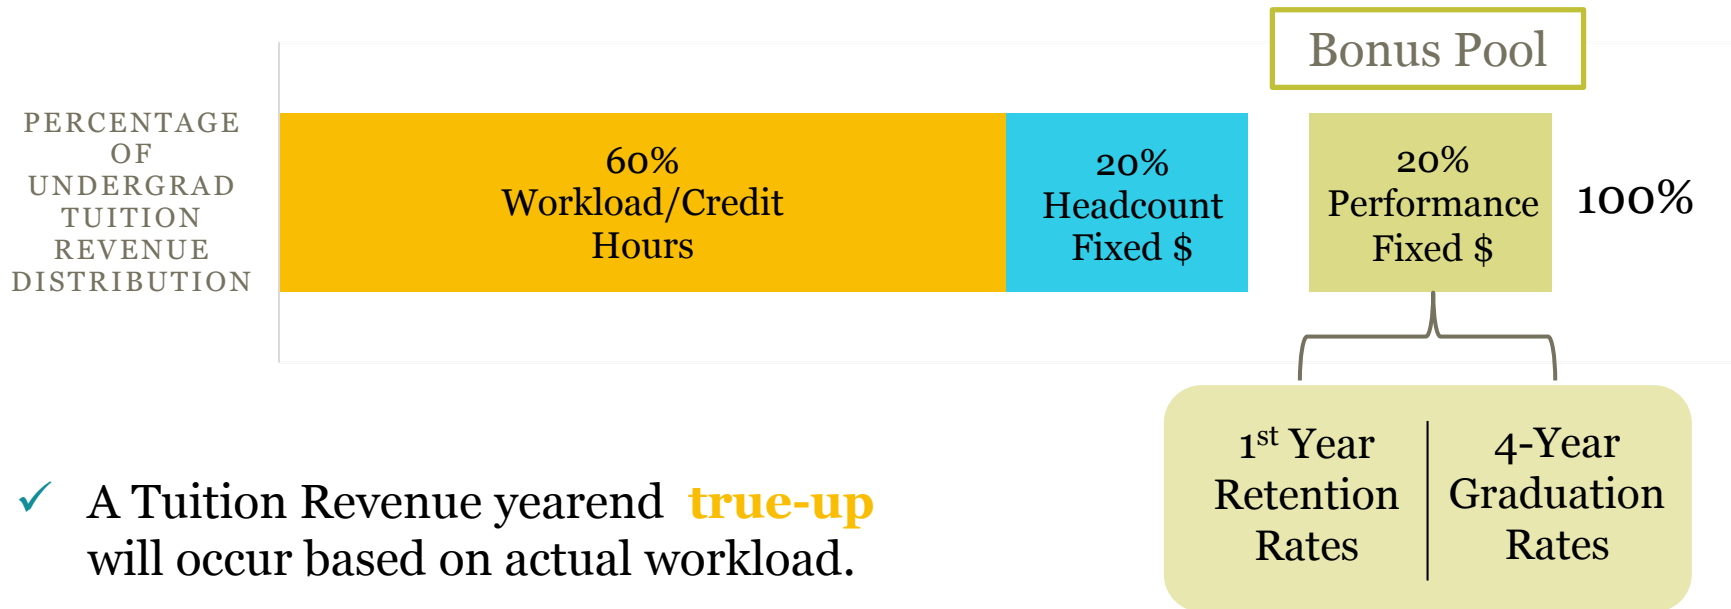 Bonus Pool
PERCENTAGE
OF
UNDERGRAD
TUITION
REVENUE
DISTRIBUTION
60%
Workload/Credit
Hours
20%
Headcount
Fixed $
20%
Performance
Fixed $
100%
1st Year
Retention
Rates
4-Year
Graduation
Rates
✓ A Tuition Revenue yearend true-up
will occur based on actual workload.